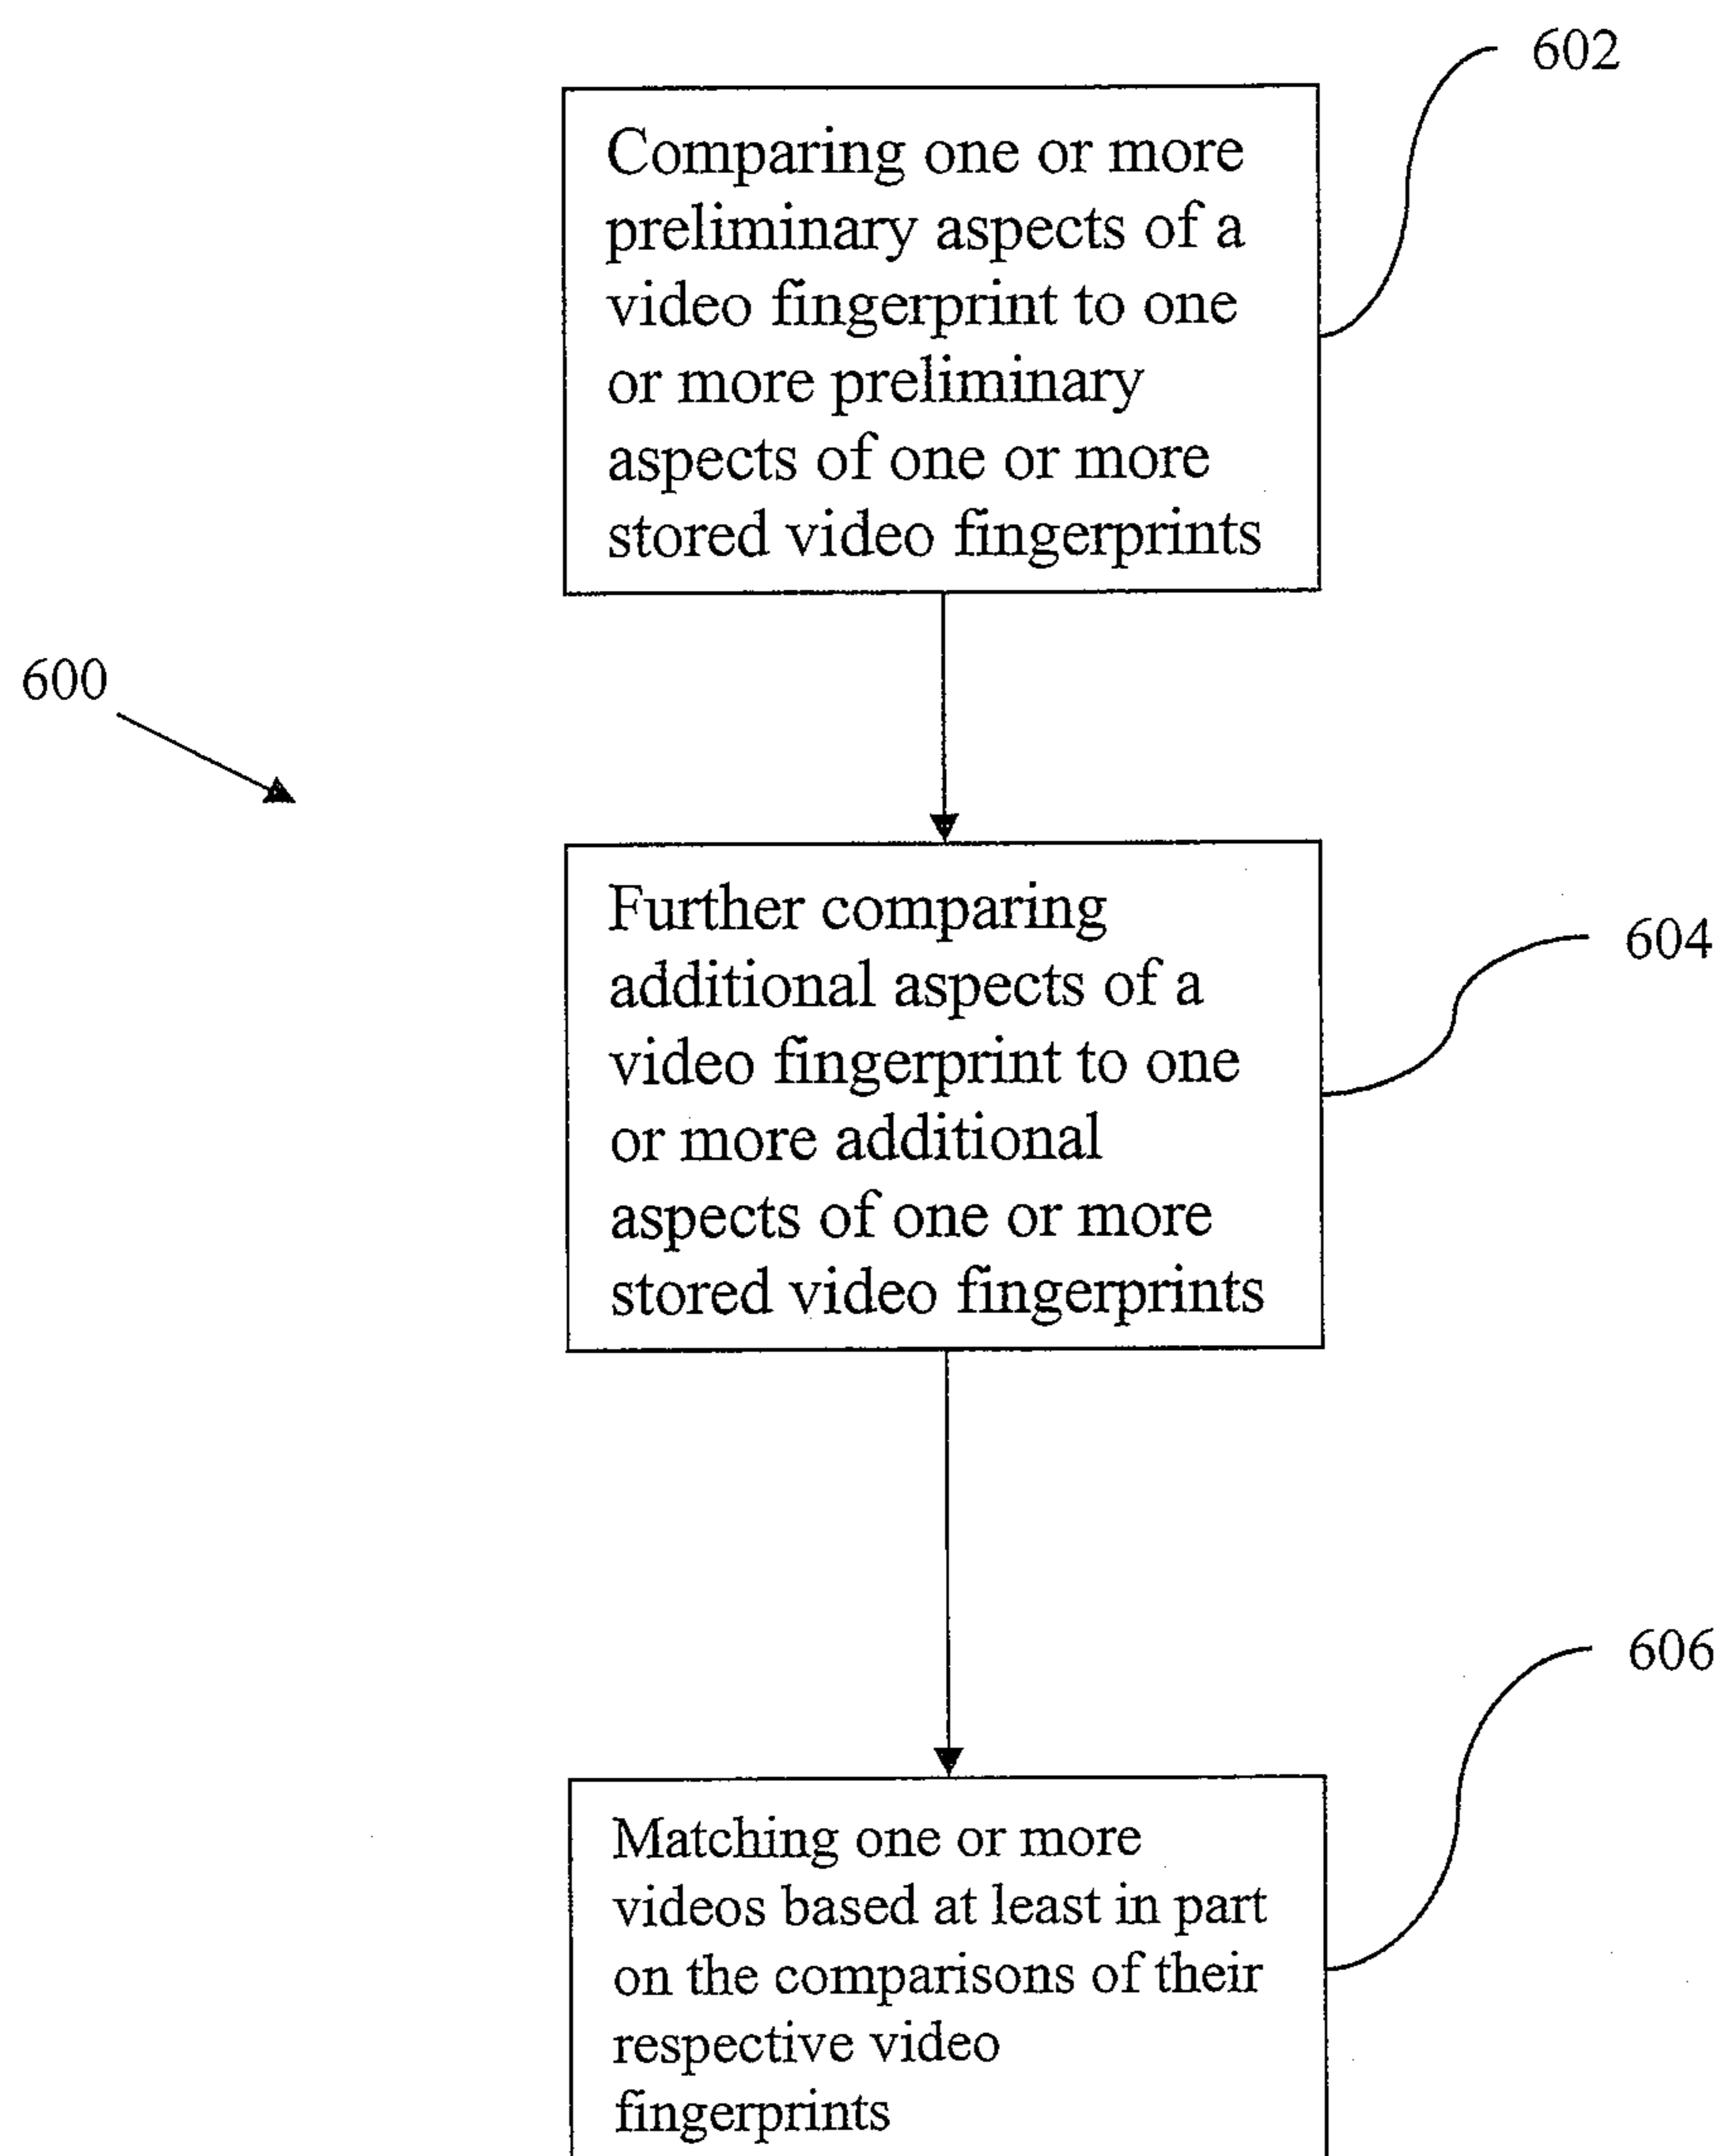 602
Comparing one or more
preliminary aspects of a
video fingerprint to one
or more preliminary
aspects of one or more
stored video fingerprints
600
Further comparing
additional aspects of a
video fingerprint to one
or more additional
aspects of one or more
stored video fingerprints
604
606
Matching one or more
videos based at least in part
on the comparisons of their
respective video
fingerprints